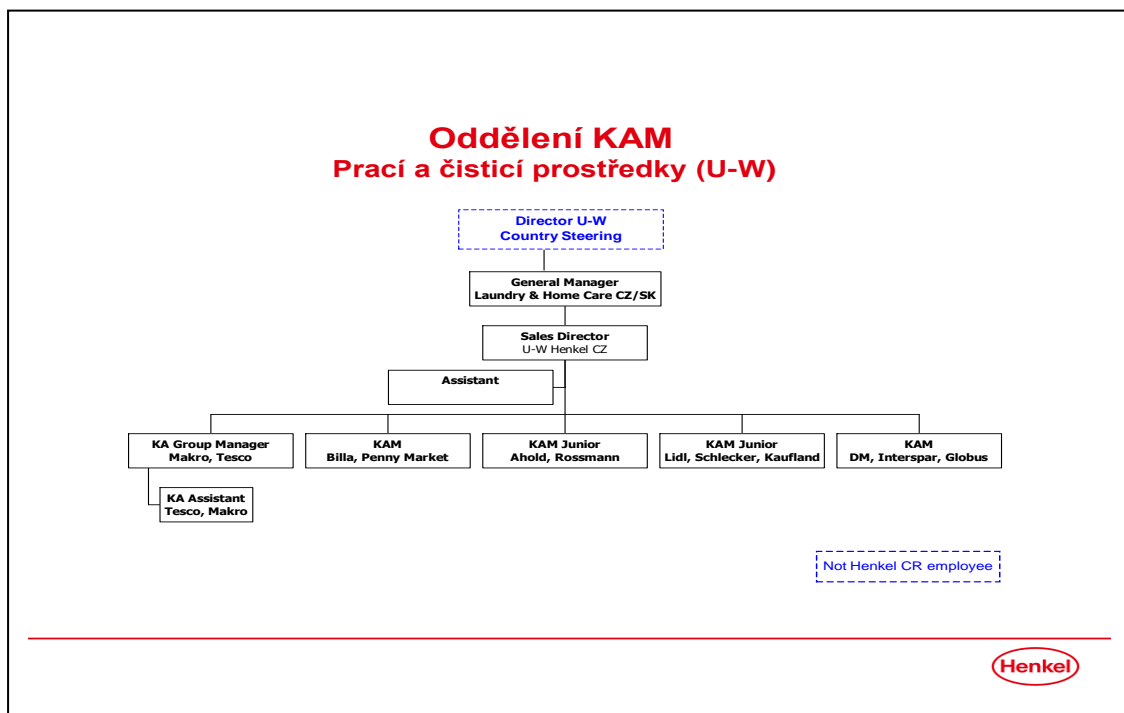 Oddělení KAM
Prací a čisticí prostředky (U-W)
Director U-W
Country Steering
General Manager
Laundry & Home Care CZ/SK
Sales Director
U-W Henkel CZ
Assistant
KA Group Manager
Makro, Tesco
KAM
Billa, Penny Market
KAM Junior
Ahold, Rossmann
KAM Junior
Lidl, Schlecker, Kaufland
KAM
DM, Interspar, Globus
KA Assistant
Tesco, Makro
Not Henkel CR employee
Henkel